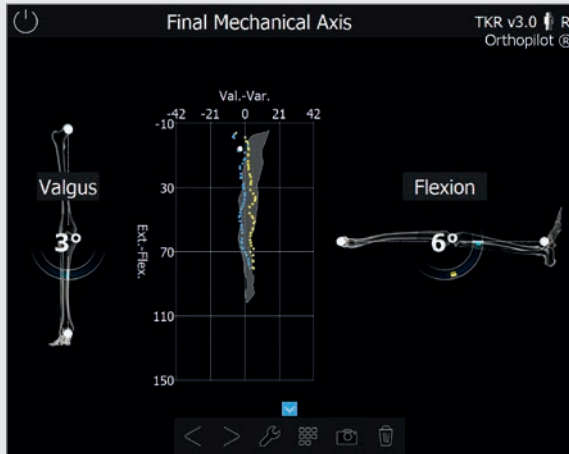 Final Mechanical Axis
TKR v3.0 R
Orthopilot ®
Val.-Var.
-42 -21 0 21 42
-10
30
70
110
150
Ext.-Flex.
Valgus
3°
Flexion
6°